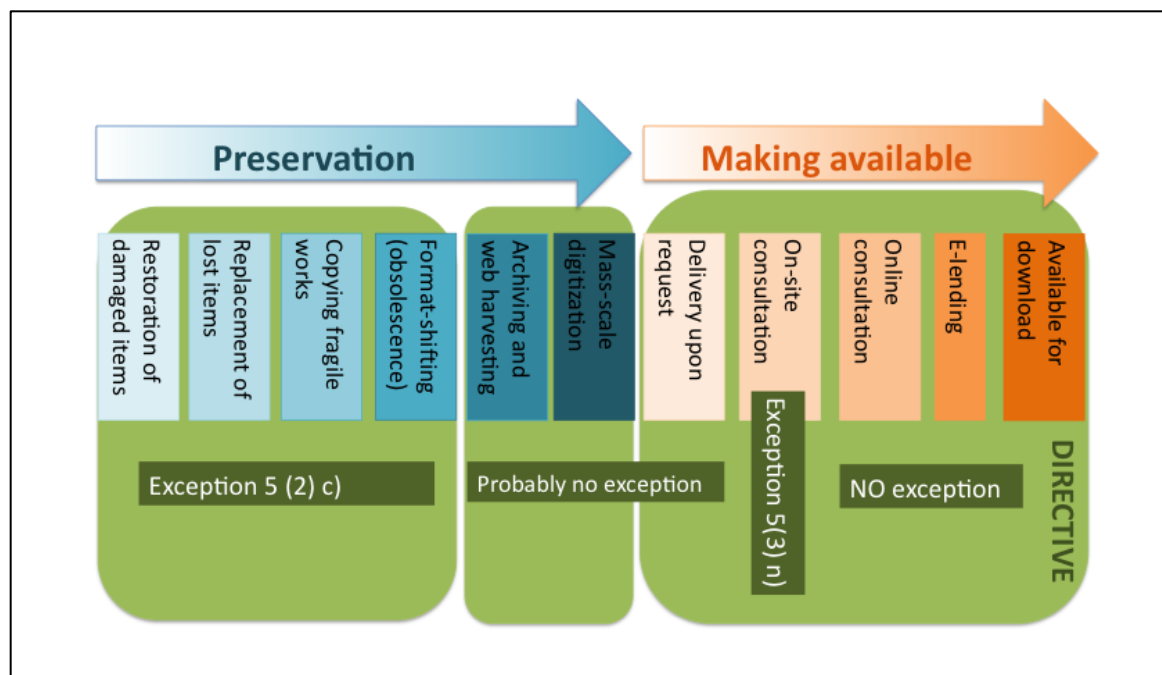 Preservation
Making available
Restoration of
damaged items
Replacement of
lost items
Copying fragile
works
Format-shifting
(obsolescence)
Archiving and
web harvesting
Mass-scale
digitization
Delivery upon
request
On-site
consultation
Online
consultation
E-lending
Available for
download
Exception 5 (2) c)
Probably no exception
Exception 5(3) n)
NO exception
DIRECTIVE